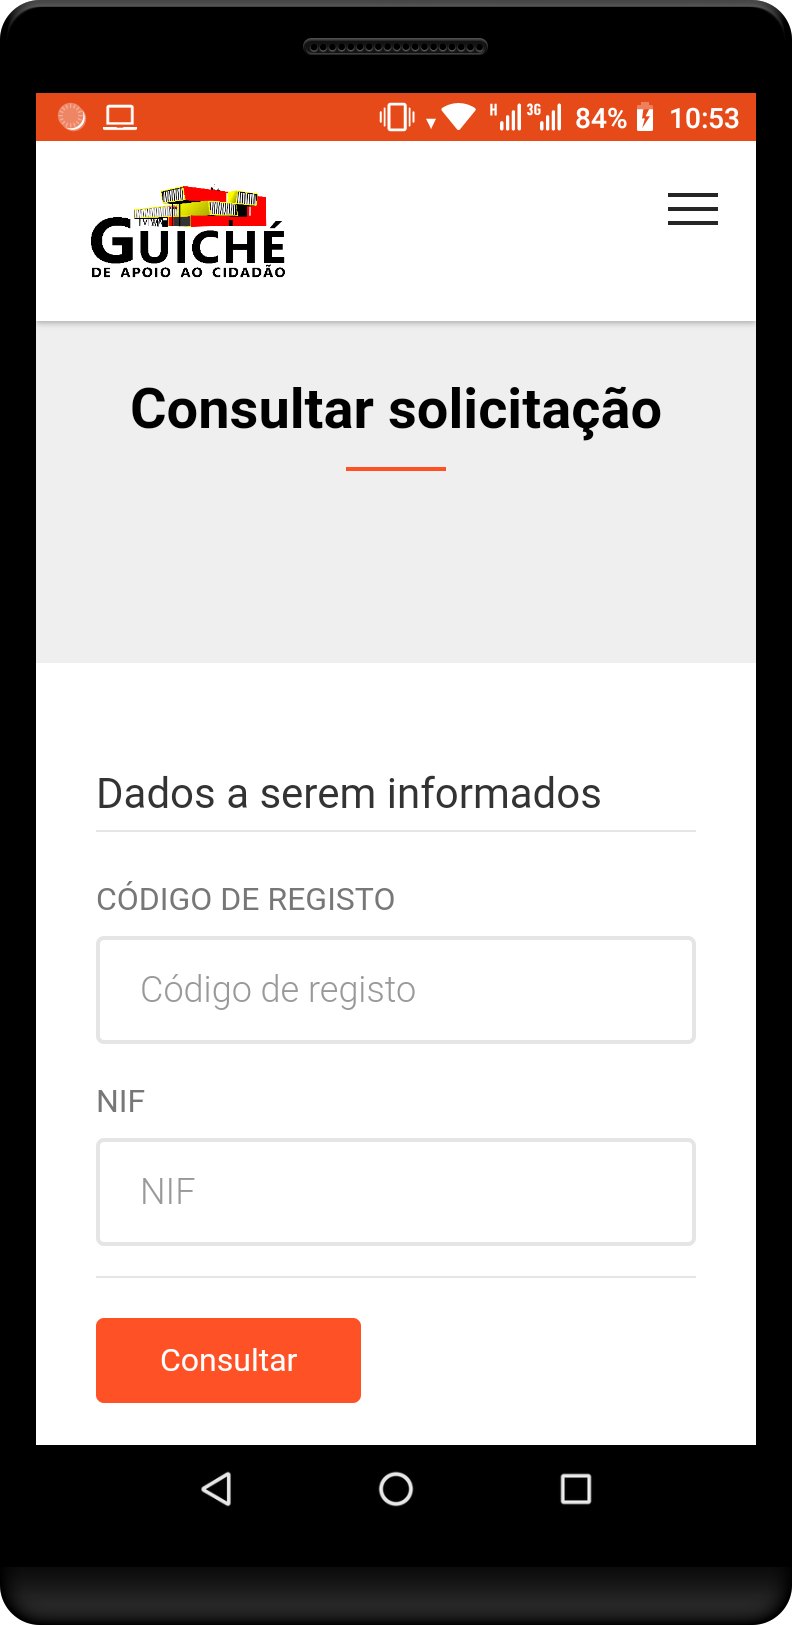 H 3G 84% 10:53
GUICHÉ
DE APOIO AO CIDADÃO
Consultar solicitação
Dados a serem informados
CÓDIGO DE REGISTO
Código de registo
NIF
NIF
Consultar